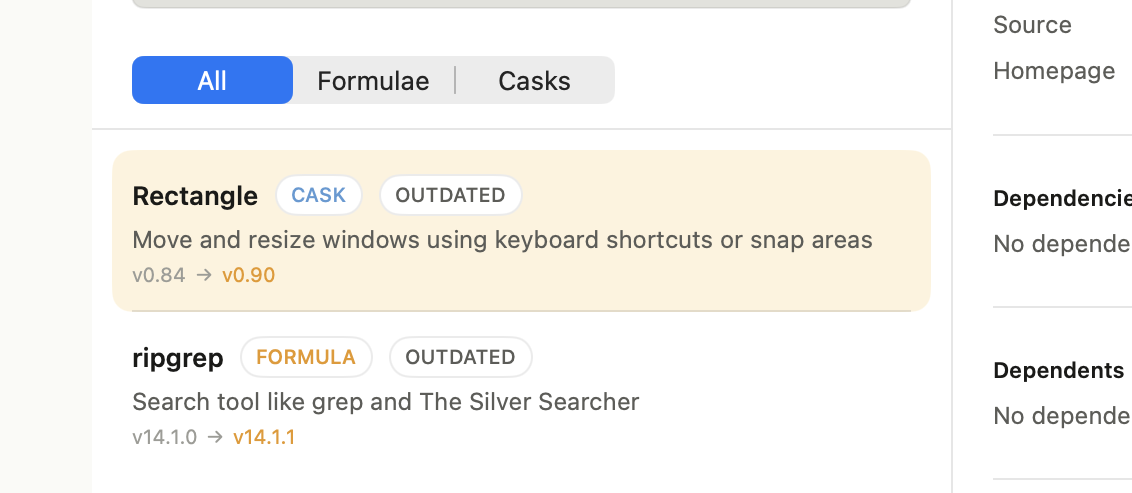 All Formulae Casks
Rectangle CASK OUTDATED
Move and resize windows using keyboard shortcuts or snap areas
v0.84 → v0.90
ripgrep FORMULA OUTDATED
Search tool like grep and The Silver Searcher
v14.1.0 → v14.1.1
Source
Homepage
Dependencie
No depende
Dependents
No depende